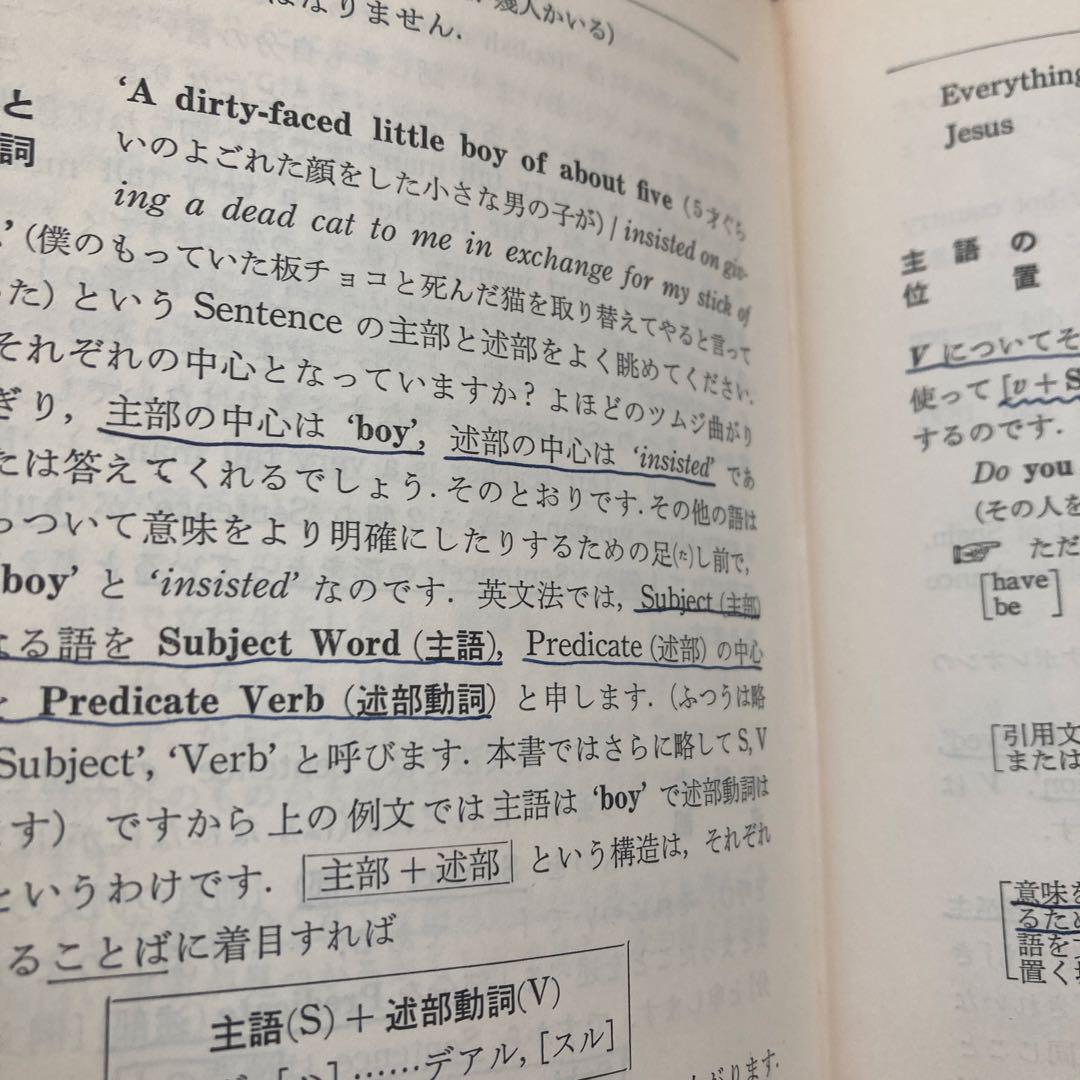 はなりません.
幾人かいる)
と
詞
‘A dirty-faced little boy of about five (5才ぐら
いのよごれた顔をした小さな男の子が) / insisted on giv-
ing a dead cat to me in exchange for my stick of
.’ (僕のもっていた板チョコと死んだ猫を取り替えてやると言って
った) という Sentence の主部と述部をよく眺めてください.
それぞれの中心となっていますか? よほどのツムジ曲がり
ぎり, 主部の中心は ‘boy’, 述部の中心は ‘insisted’ であ
たは答えてくれるでしょう. そのとおりです. その他の語は
っついて意味をより明確にしたりするための足(た)し前で,
boy’ と ‘insisted’ なのです. 英文法では, Subject (主部)
なる語を Subject Word (主語), Predicate (述部) の中心
と Predicate Verb (述部動詞) と申します. (ふつうは略
Subject’, ‘Verb’ と呼びます. 本書ではさらに略して S, V
ます) ですから上の例文では主語は ‘boy’ で述部動詞は
というわけです. 主部 + 述部 という構造は, それぞれ
ることばに着目すれば
主語(S) + 述部動詞(V)
……デアル, [スル]
がります.
Everything
Jesus
主語の
位置
V についてそ
使って [v + S
するのです.
Do you
(その人を
☞ ただ
[have
be]
[引用文
または
[意味を
るため
語を
置く